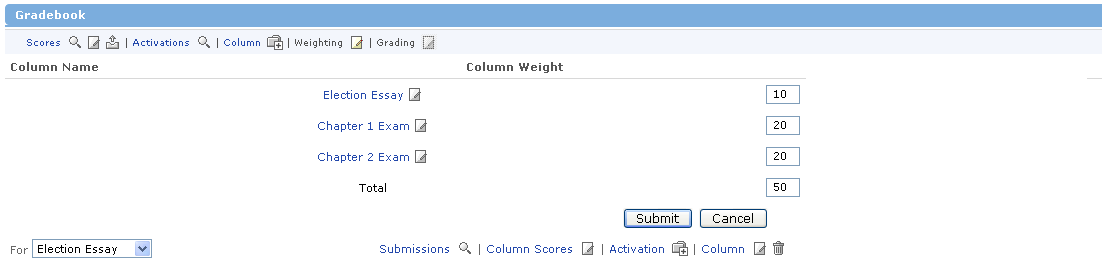 Gradebook
Scores | Activations | Column | Weighting | Grading
Column Name Column Weight
Election Essay 10
Chapter 1 Exam 20
Chapter 2 Exam 20
Total 50
Submit Cancel
For Election Essay Submissions | Column Scores | Activation | Column